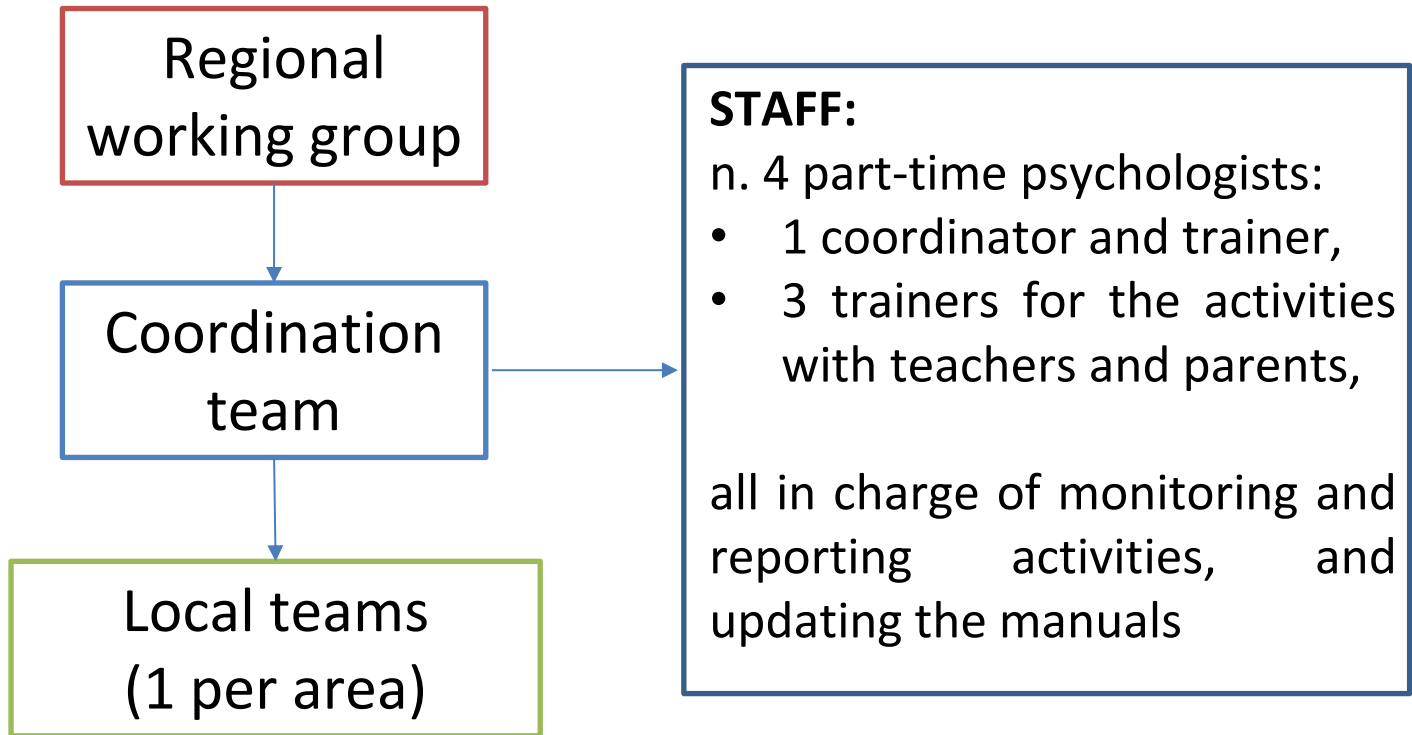 Regional
working group
Coordination
team
Local teams
(1 per area)
STAFF:
n. 4 part-time psychologists:
• 1 coordinator and trainer,
• 3 trainers for the activities
with teachers and parents,
all in charge of monitoring and
reporting activities, and
updating the manuals